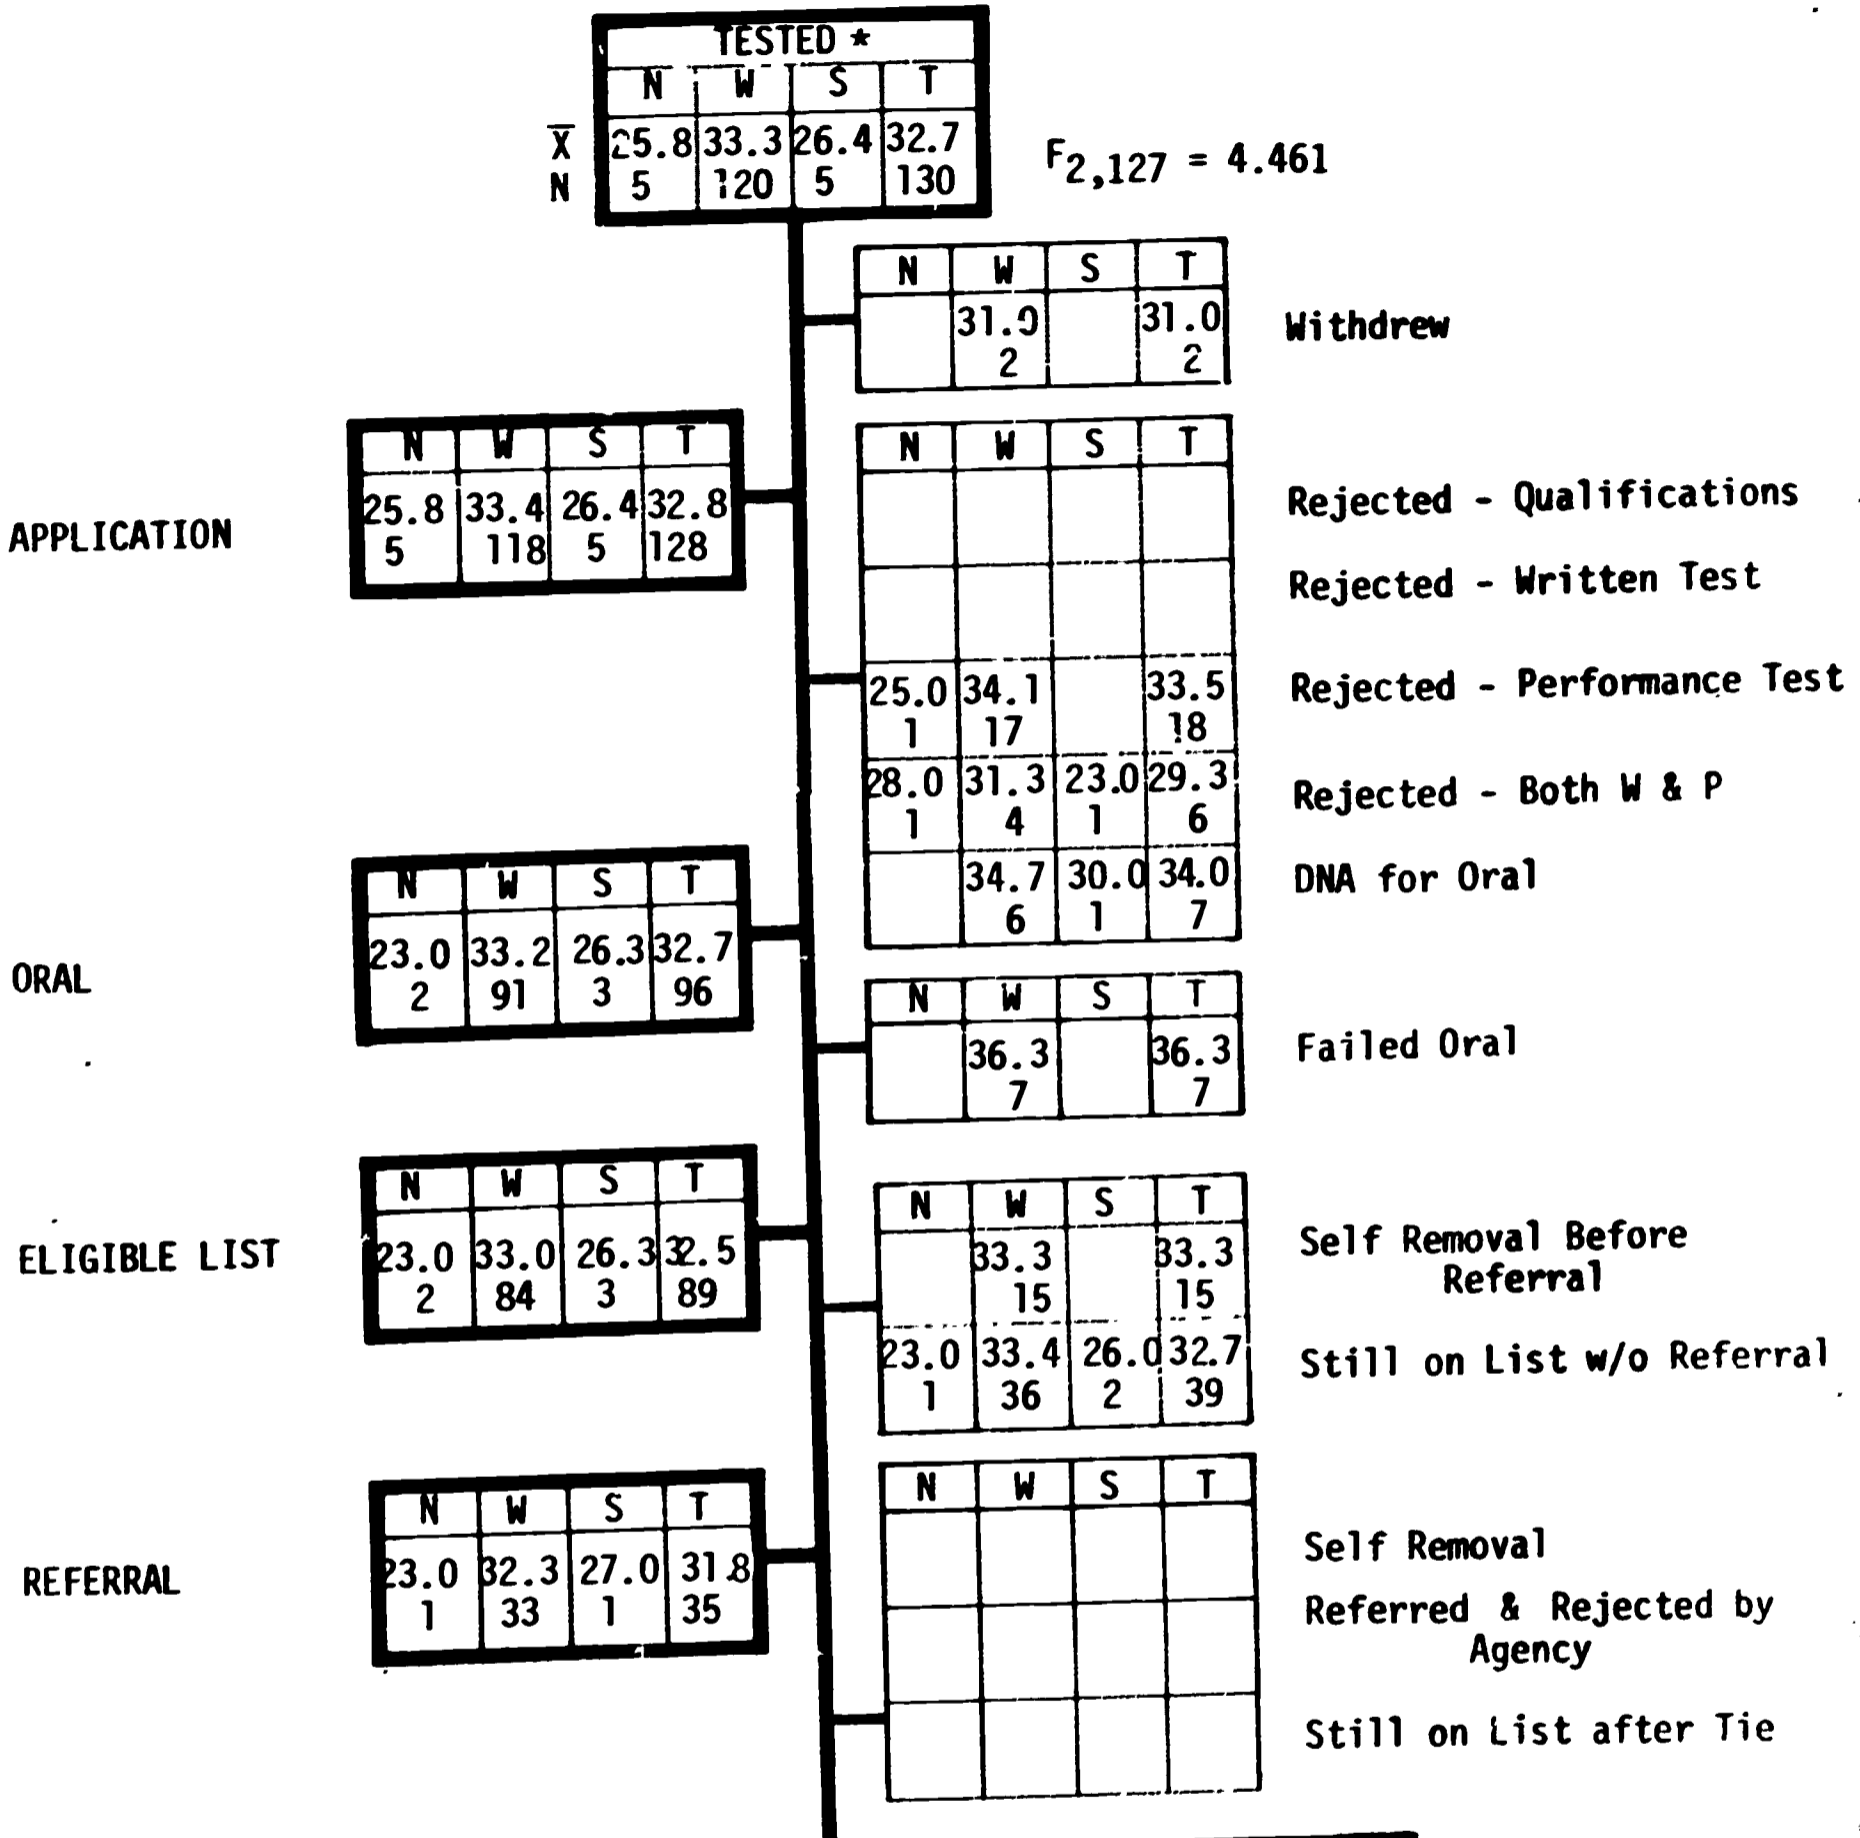 TESTED *
N W S T
X̅ 25.8 33.3 26.4 32.7
N 5 120 5 130
F2,127 = 4.461
N W S T
31.0 31.0
2 2
Withdrew
APPLICATION
N W S T
25.8 33.4 26.4 32.8
5 118 5 128
N W S T
Rejected - Qualifications
Rejected - Written Test
25.0 34.1 33.5
1 17 18
Rejected - Performance Test
28.0 31.3 23.0 29.3
1 4 1 6
Rejected - Both W & P
34.7 30.0 34.0
6 1 7
DNA for Oral
ORAL
N W S T
23.0 33.2 26.3 32.7
2 91 3 96
N W S T
36.3 36.3
7 7
Failed Oral
ELIGIBLE LIST
N W S T
23.0 33.0 26.3 32.5
2 84 3 89
N W S T
33.3 33.3
15 15
Self Removal Before
Referral
23.0 33.4 26.0 32.7
1 36 2 39
Still on List w/o Referral
REFERRAL
N W S T
23.0 32.3 27.0 31.8
1 33 1 35
N W S T
Self Removal
Referred & Rejected by
Agency
Still on List after Tie